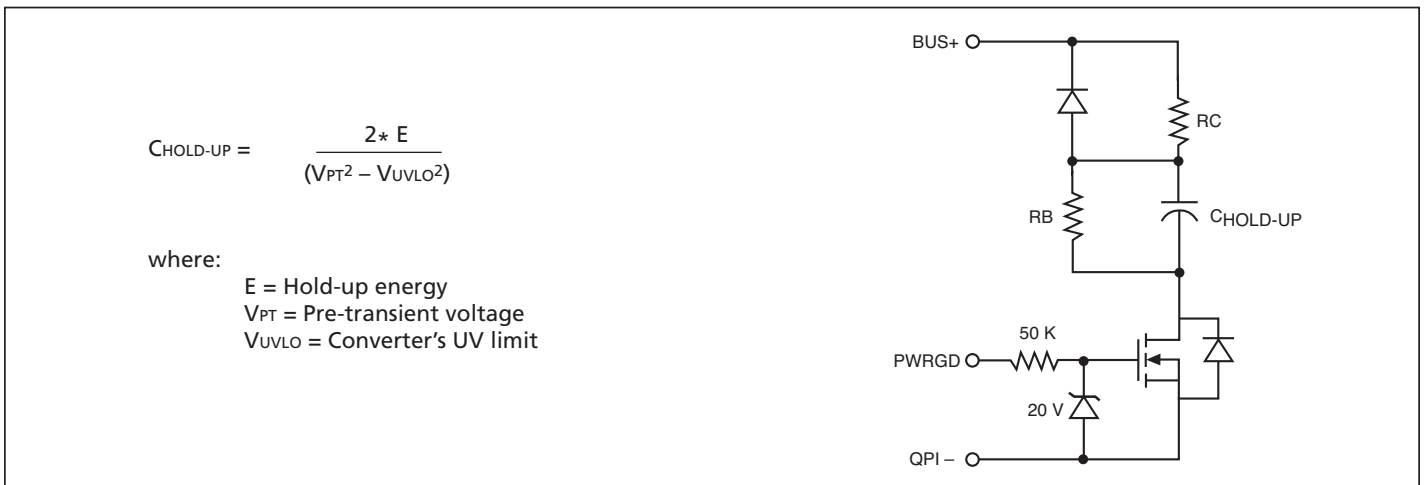 CHOLD-UP = 2* E
(VPT2 – VUVLO2)
where:
E = Hold-up energy
VPT = Pre-transient voltage
VUVLO = Converter's UV limit
BUS+
RC
RB
CHOLD-UP
50 K
PWRGD
20 V
QPI –